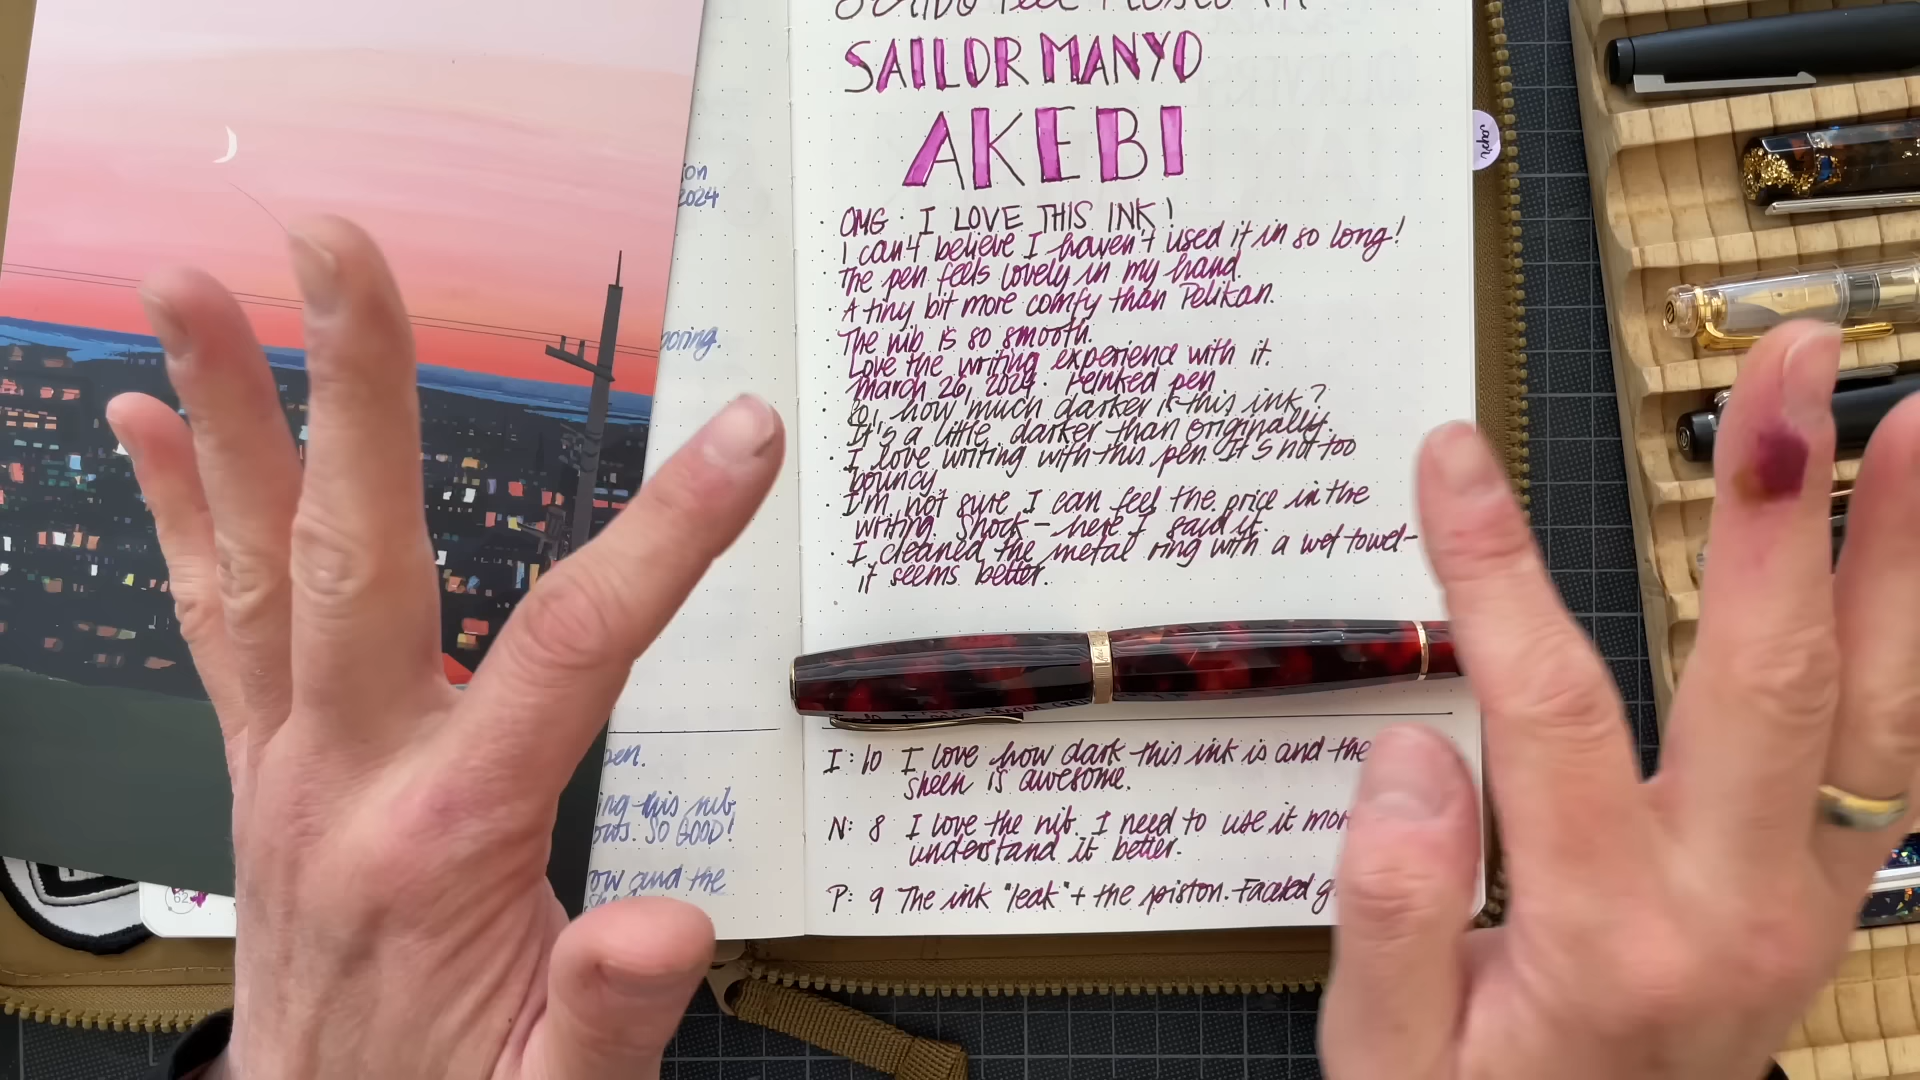 SAILOR MANYO
AKEBI
OMG: I LOVE THIS INK!
I can't believe I haven't used it in so long!
The pen feels lovely in my hand.
A tiny bit more comfy than Pelikan.
The nib is so smooth.
Love the writing experience with it.
March 26, 2024. Reinked pen
So, how much darker is this ink?
It's a little darker than originally.
I love writing with this pen. It's not too
bouncy.
I'm not sure I can feel the price in the
writing. Shock - here I said it.
I cleaned the metal ring with a wet towel -
it seems better.
I: 10 I love how dark this ink is and the
sheen is awesome.
N: 8 I love the nib. I need to use it
understand it better.
P: 9 The ink "leak" + the piston. Faceted
2024
pen.
this nib
SO GOOD!
and the
62